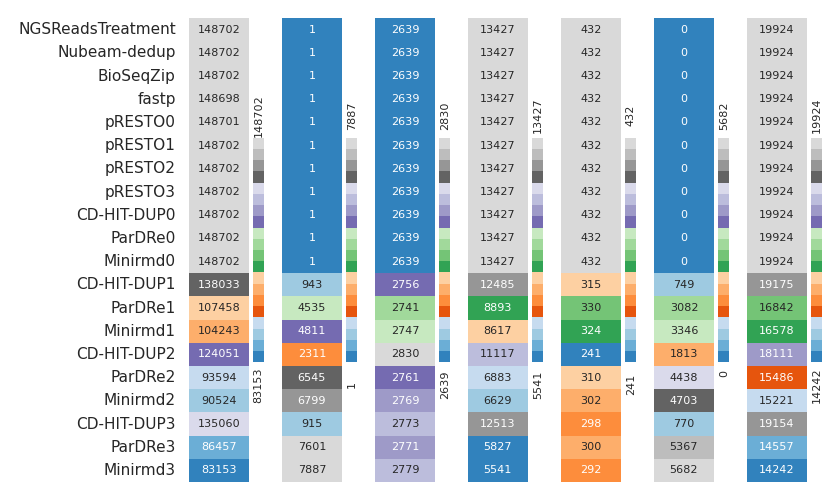 NGSReadsTreatment 148702 1 2639 13427 432 0 19924
Nubeam-dedup 148702 1 2639 13427 432 0 19924
BioSeqZip 148702 1 2639 13427 432 0 19924
fastp 148698 1 2639 13427 432 0 19924
pRESTO0 148701 1 2639 13427 432 0 19924
pRESTO1 148702 1 2639 13427 432 0 19924
pRESTO2 148702 1 2639 13427 432 0 19924
pRESTO3 148702 1 2639 13427 432 0 19924
CD-HIT-DUP0 148702 1 2639 13427 432 0 19924
ParDRe0 148702 1 2639 13427 432 0 19924
Minirmd0 148702 1 2639 13427 432 0 19924
CD-HIT-DUP1 138033 943 2756 12485 315 749 19175
ParDRe1 107458 4535 2741 8893 330 3082 16842
Minirmd1 104243 4811 2747 8617 324 3346 16578
CD-HIT-DUP2 124051 2311 2830 11117 241 1813 18111
ParDRe2 93594 6545 2761 6883 310 4438 15486
Minirmd2 90524 6799 2769 6629 302 4703 15221
CD-HIT-DUP3 135060 915 2773 12513 298 770 19154
ParDRe3 86457 7601 2771 5827 300 5367 14557
Minirmd3 83153 7887 2779 5541 292 5682 14242
148702 7887 2830 13427 432 5682 19924
83153 1 2639 5541 241 0 14242